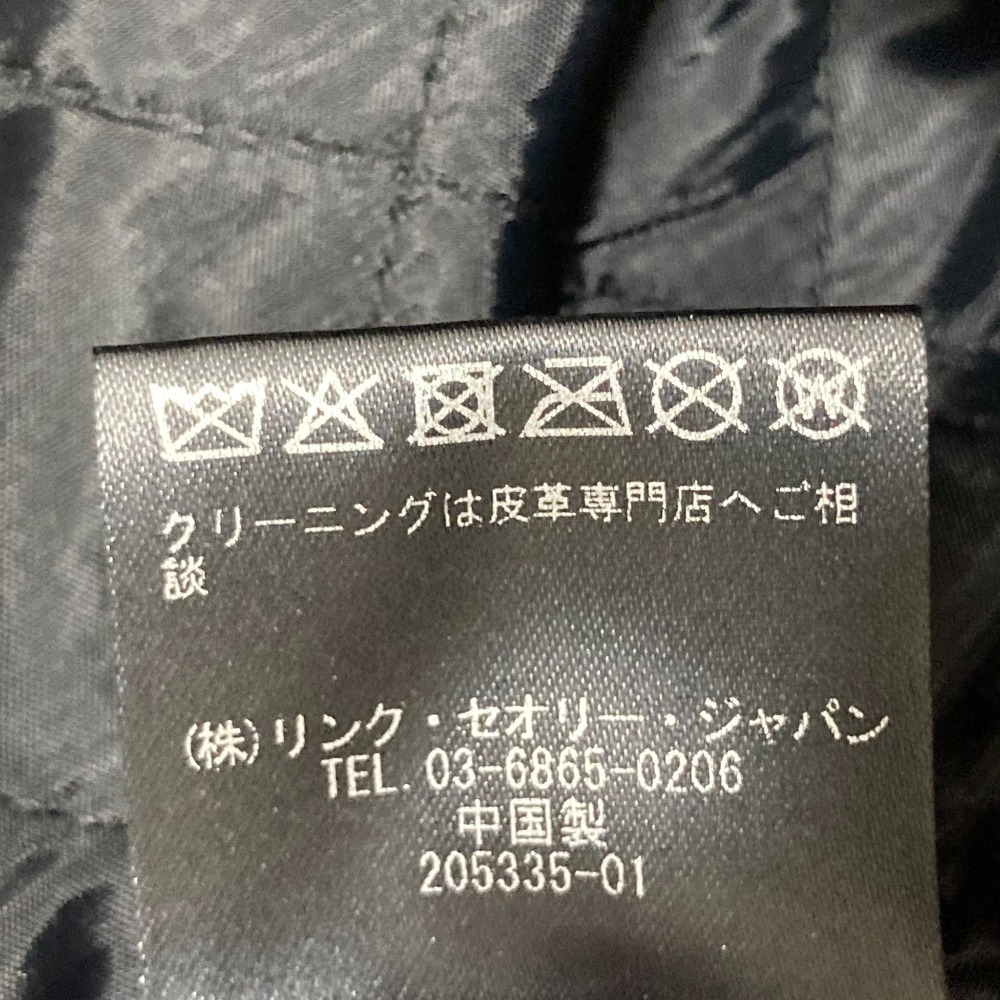 クリーニングは皮革専門店へご相
談
(株)リンク・セオリー・ジャパン
TEL. 03-6865-0206
中国製
205335-01